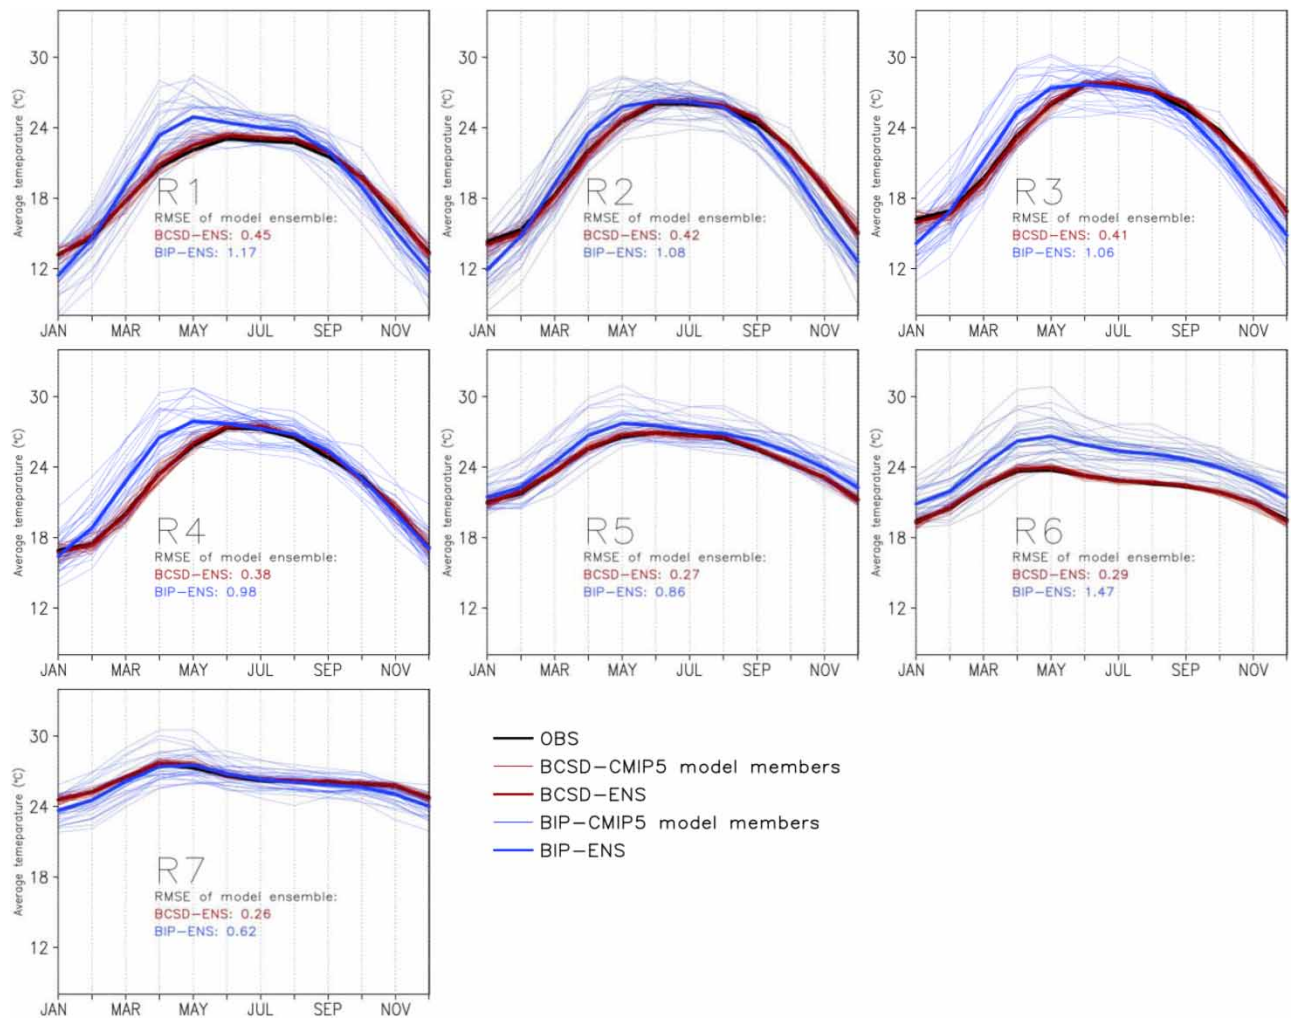 30
24
18
12
Average temeparature (°C)
R1
RMSE of model ensemble:
BCSD-ENS: 0.45
BIP-ENS: 1.17
JAN MAR MAY JUL SEP NOV
30
24
18
12
Average temeparature (°C)
R2
RMSE of model ensemble:
BCSD-ENS: 0.42
BIP-ENS: 1.08
JAN MAR MAY JUL SEP NOV
30
24
18
12
Average temeparature (°C)
R3
RMSE of model ensemble:
BCSD-ENS: 0.41
BIP-ENS: 1.06
JAN MAR MAY JUL SEP NOV
30
24
18
12
Average temeparature (°C)
R4
RMSE of model ensemble:
BCSD-ENS: 0.38
BIP-ENS: 0.98
JAN MAR MAY JUL SEP NOV
30
24
18
12
Average temeparature (°C)
R5
RMSE of model ensemble:
BCSD-ENS: 0.27
BIP-ENS: 0.86
JAN MAR MAY JUL SEP NOV
30
24
18
12
Average temeparature (°C)
R6
RMSE of model ensemble:
BCSD-ENS: 0.29
BIP-ENS: 1.47
JAN MAR MAY JUL SEP NOV
30
24
18
12
Average temeparature (°C)
R7
RMSE of model ensemble:
BCSD-ENS: 0.26
BIP-ENS: 0.62
JAN MAR MAY JUL SEP NOV
OBS
BCSD-CMIP5 model members
BCSD-ENS
BIP-CMIP5 model members
BIP-ENS